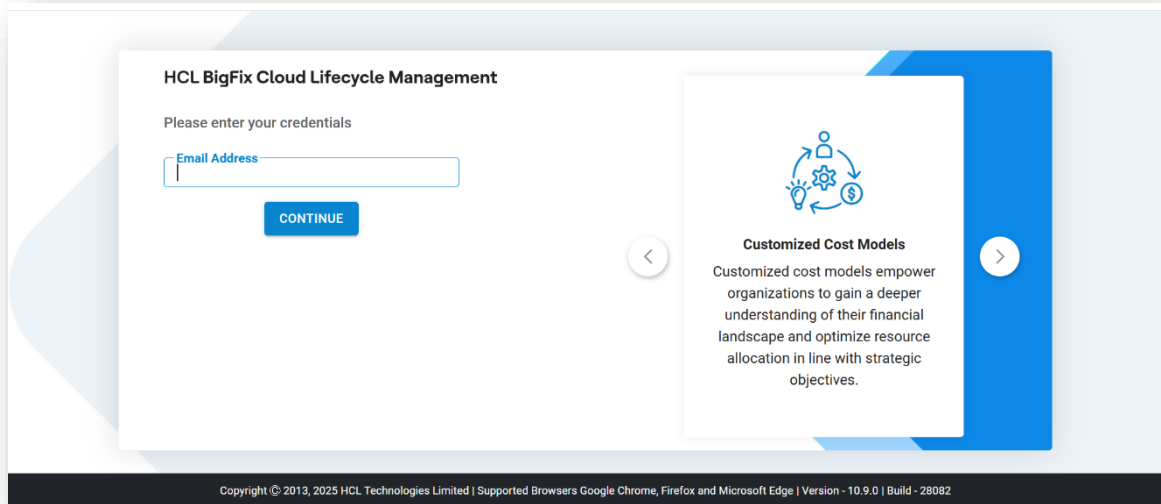 HCL BigFix Cloud Lifecycle Management
Please enter your credentials
Email Address
CONTINUE
Customized Cost Models
Customized cost models empower
organizations to gain a deeper
understanding of their financial
landscape and optimize resource
allocation in line with strategic
objectives.
Copyright © 2013, 2025 HCL Technologies Limited | Supported Browsers Google Chrome, Firefox and Microsoft Edge | Version - 10.9.0 | Build - 28082